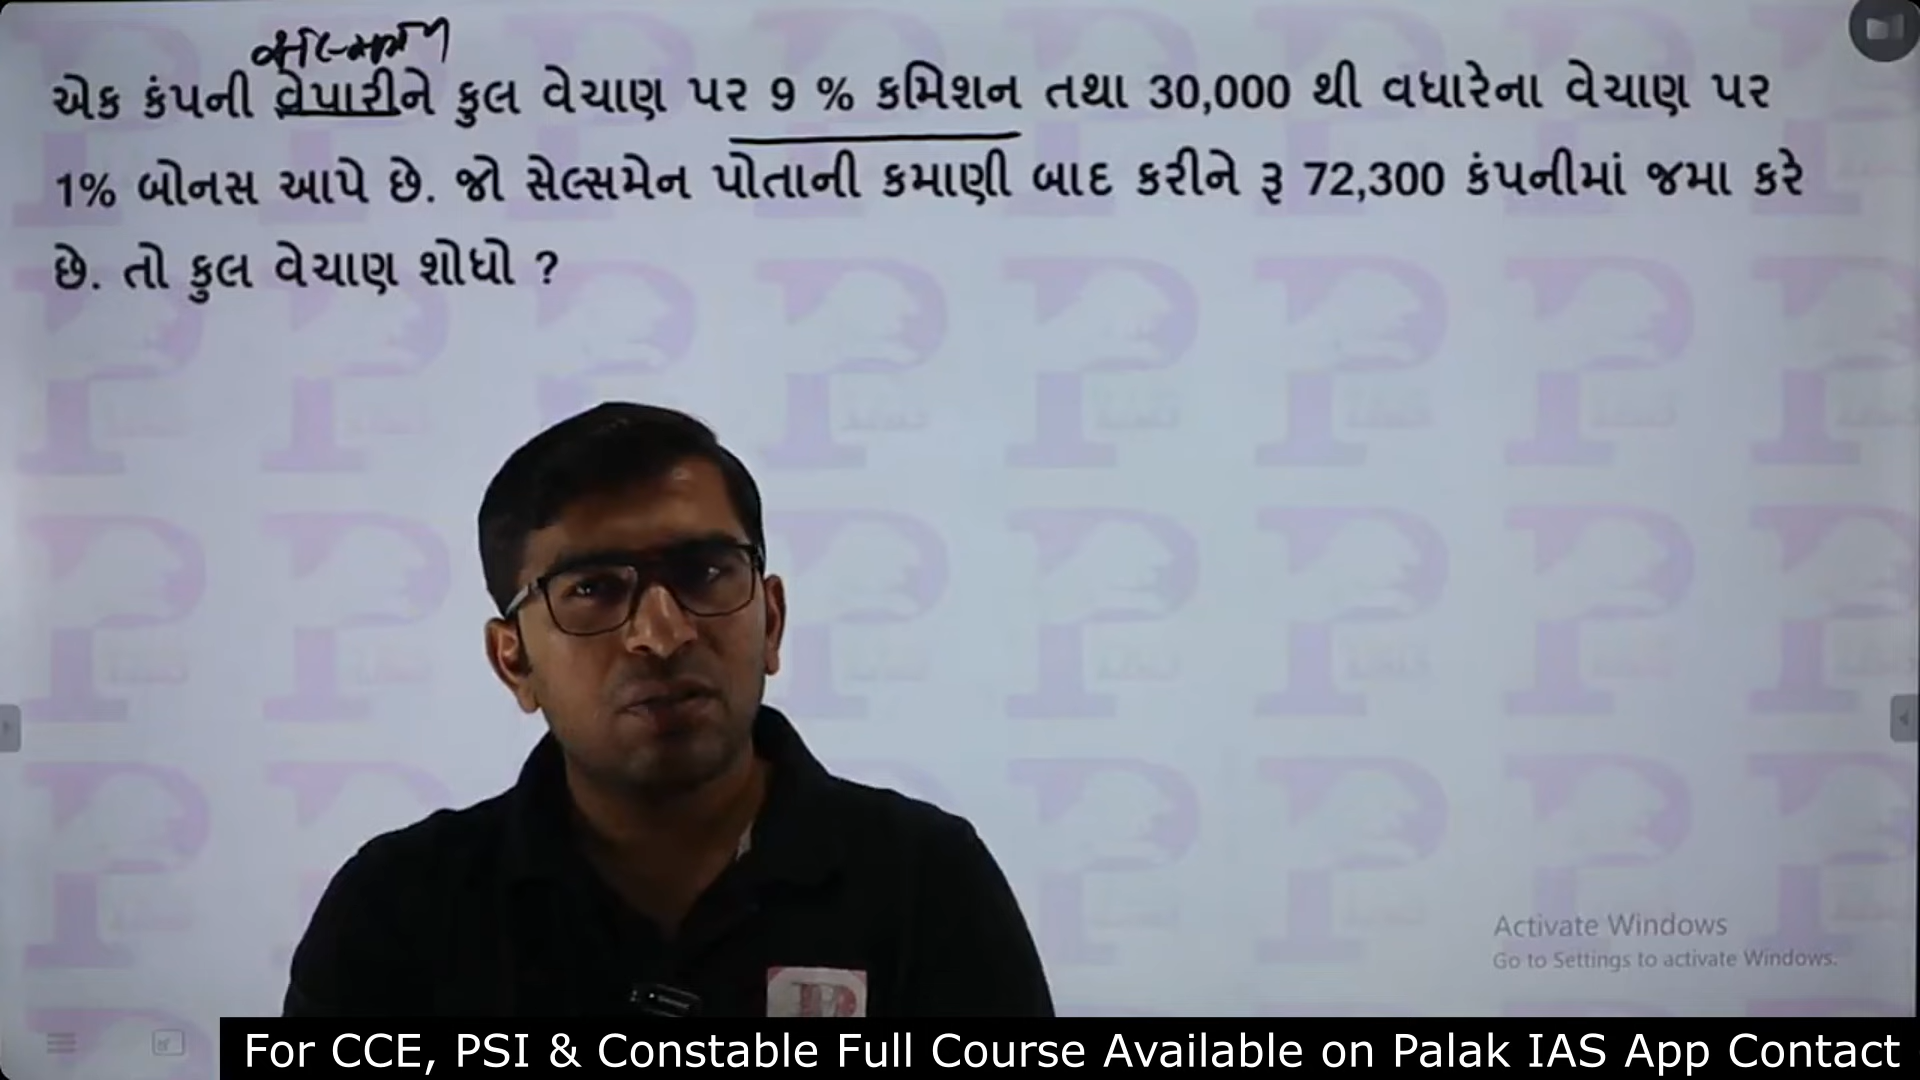 સેલ્સમેન
એક કંપની વેપારીને કુલ વેચાણ પર 9 % કમિશન તથા 30,000 થી વધારેના વેચાણ પર
1% બોનસ આપે છે. જો સેલ્સમેન પોતાની કમાણી બાદ કરીને રૂ 72,300 કંપનીમાં જમા કરે
છે. તો કુલ વેચાણ શોધો ?
Activate Windows
Go to Settings to activate Windows.
For CCE, PSI & Constable Full Course Available on Palak IAS App Contact